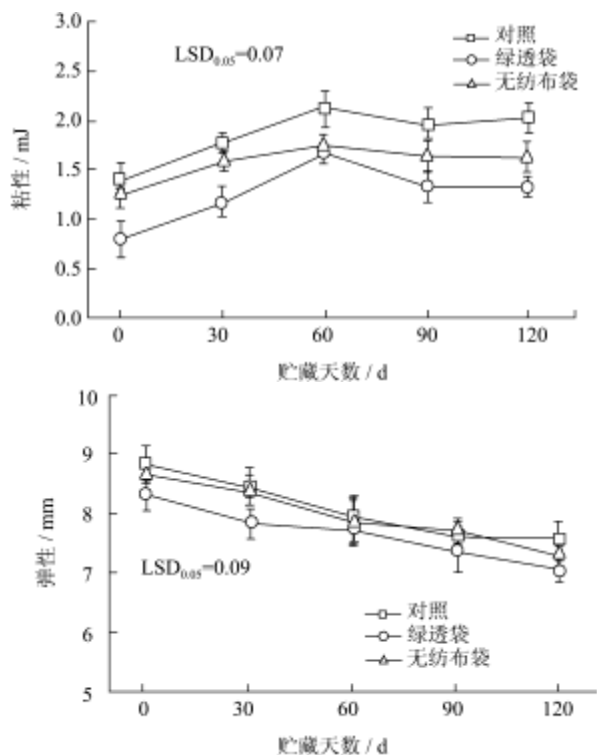 3.0
2.5
2.0
1.5
1.0
0.5
0.0
粘性 / mJ
LSD0.05=0.07
对照
绿透袋
无纺布袋
0 30 60 90 120
贮藏天数 / d
10
9
8
7
6
5
弹性 / mm
LSD0.05=0.09
对照
绿透袋
无纺布袋
0 30 60 90 120
贮藏天数 / d